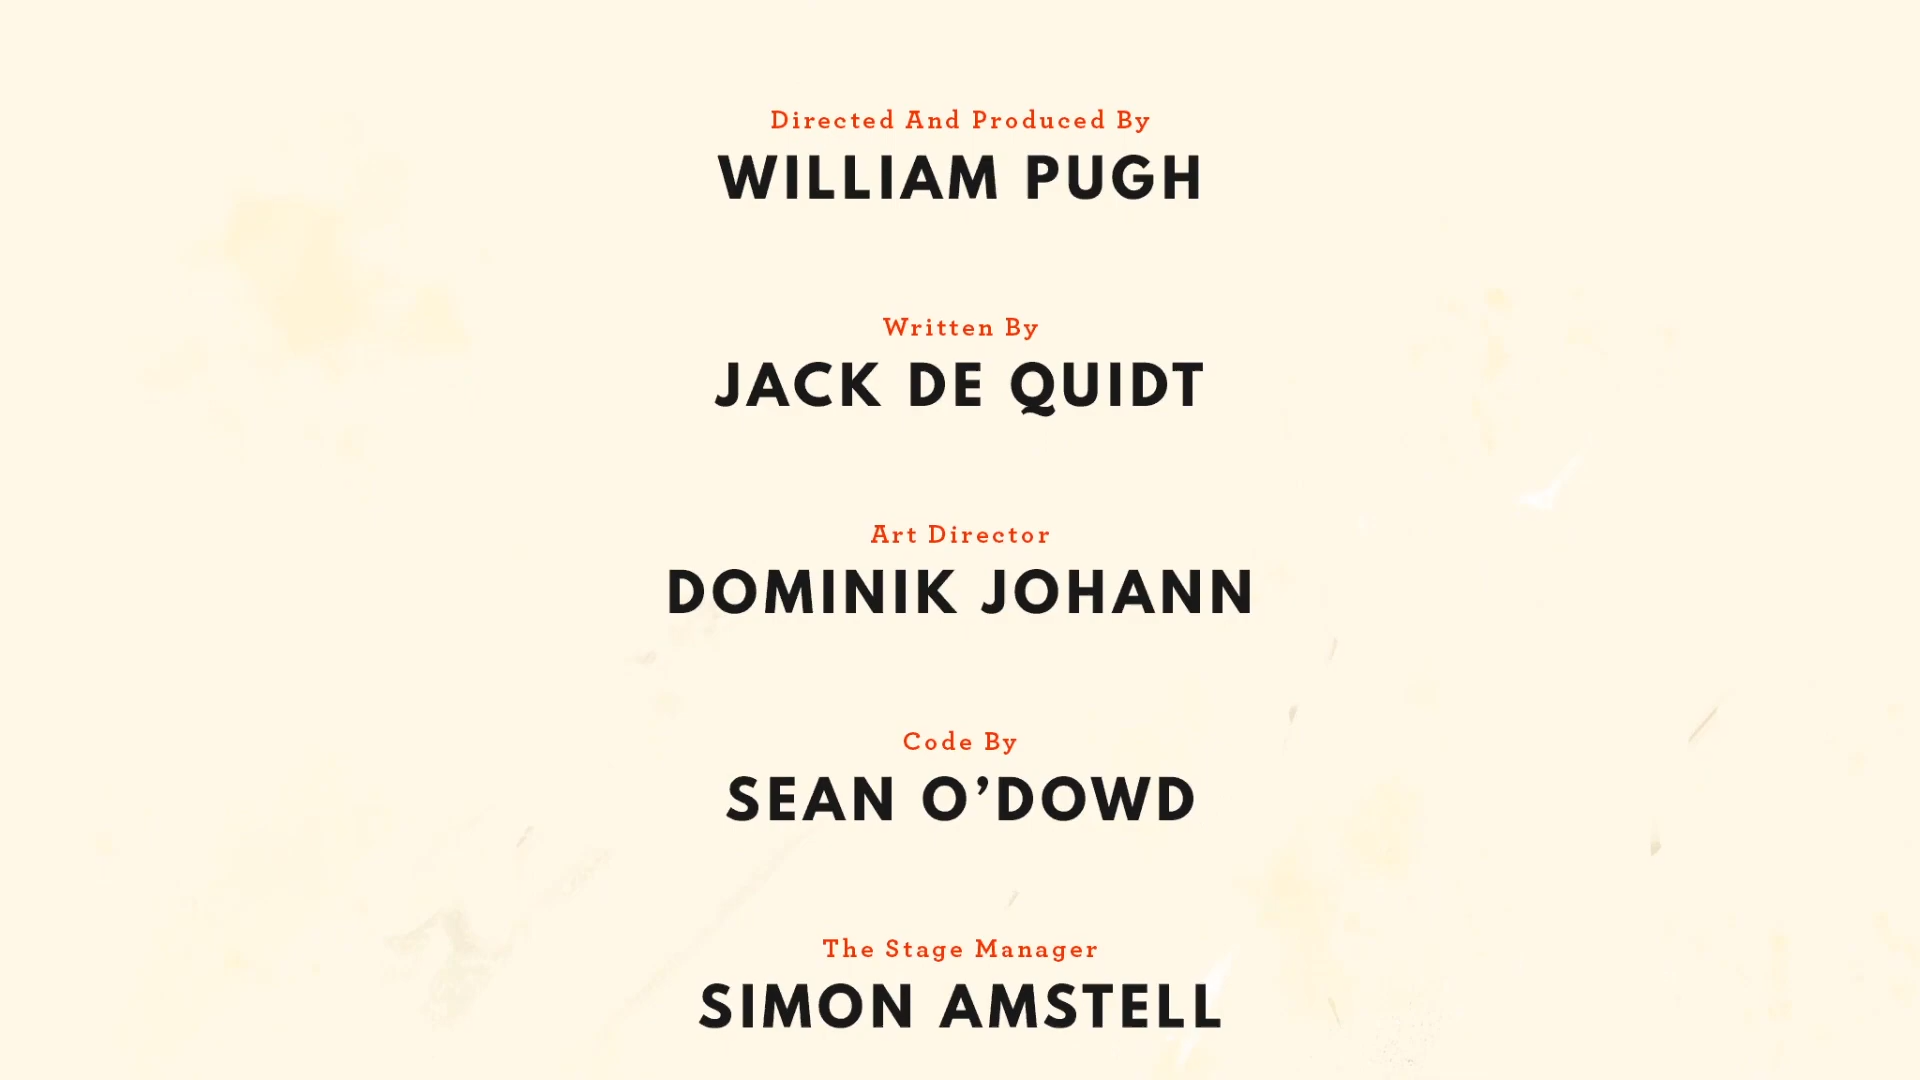 Directed And Produced By
WILLIAM PUGH
Written By
JACK DE QUIDT
Art Director
DOMINIK JOHANN
Code By
SEAN O’DOWD
The Stage Manager
SIMON AMSTELL